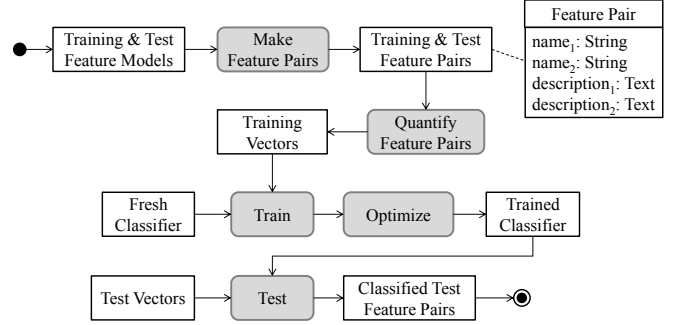 Training & Test
Feature Models
Make
Feature Pairs
Training & Test
Feature Pairs
Feature Pair
name₁: String
name₂: String
description₁: Text
description₂: Text
Training
Vectors
Quantify
Feature Pairs
Fresh
Classifier
Train
Optimize
Trained
Classifier
Test Vectors
Test
Classified Test
Feature Pairs